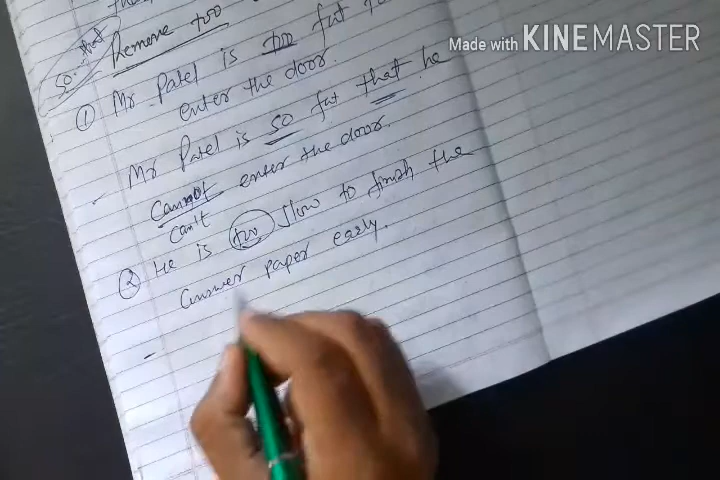 Made with KINEMASTER
so that
Remove too
① Mr Patel is too fat to
enter the door.
Mr Patel is so fat that he
cannot enter the door.
can't
② He is too slow to finish the
answer paper early.
-